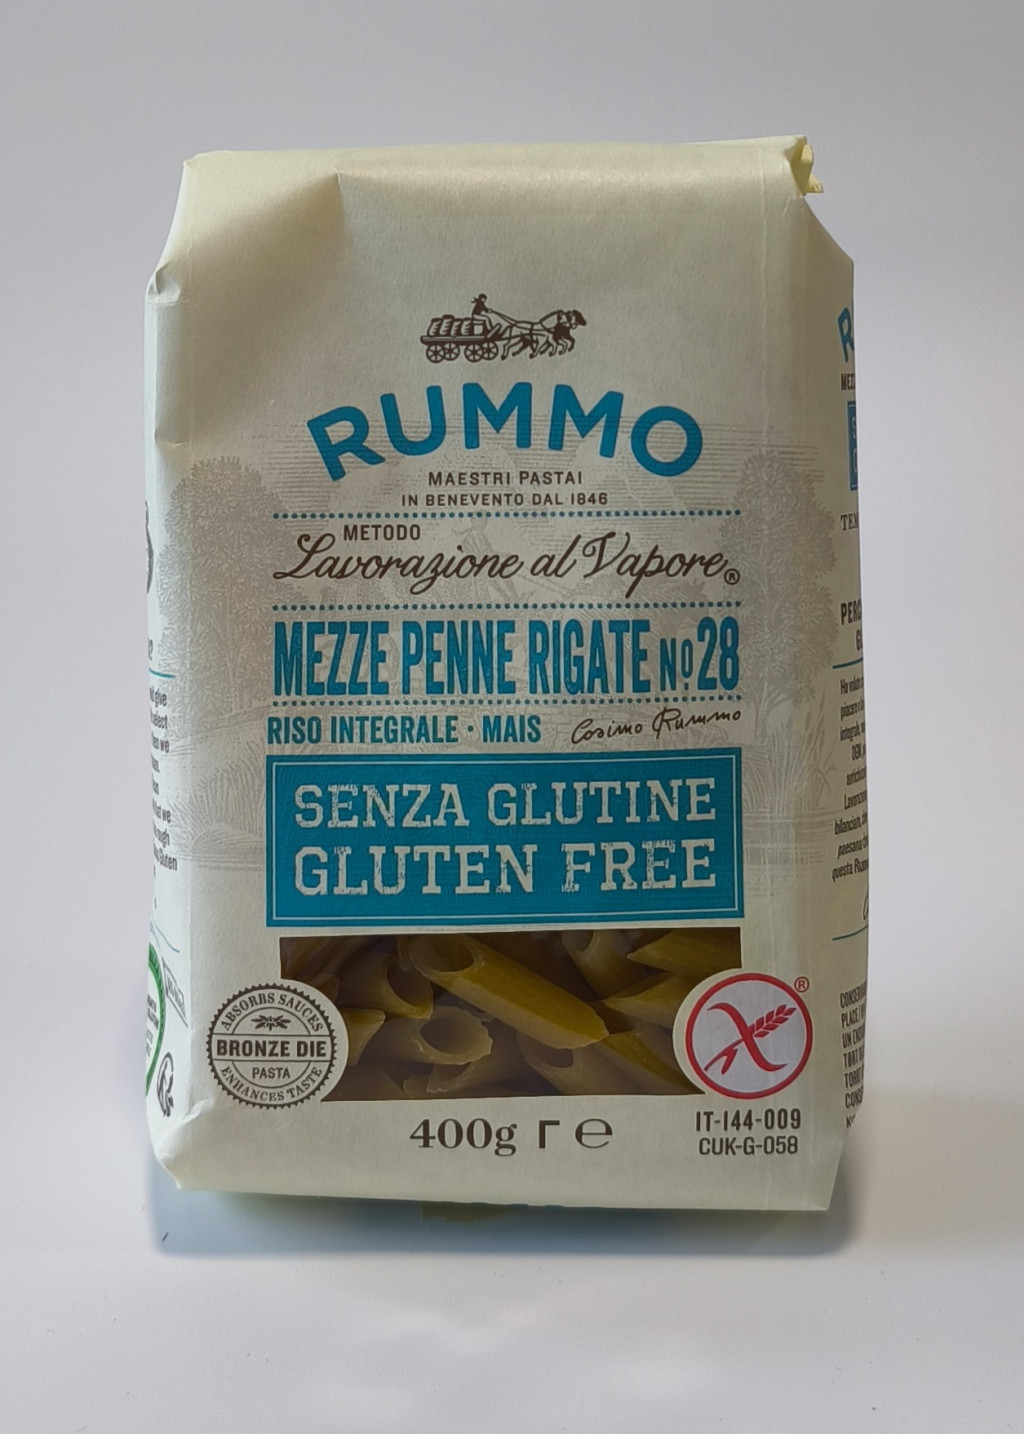 RUMMO
MAESTRI PASTAI
IN BENEVENTO DAL 1846
METODO
Lavorazione al Vapore®
MEZZE PENNE RIGATE Nº28
RISO INTEGRALE · MAIS
Cosimo Rummo
SENZA GLUTINE
GLUTEN FREE
ABSORBS SAUCES
BRONZE DIE
PASTA
ENHANCES TASTE
®
400g г e
IT-144-009
CUK-G-058